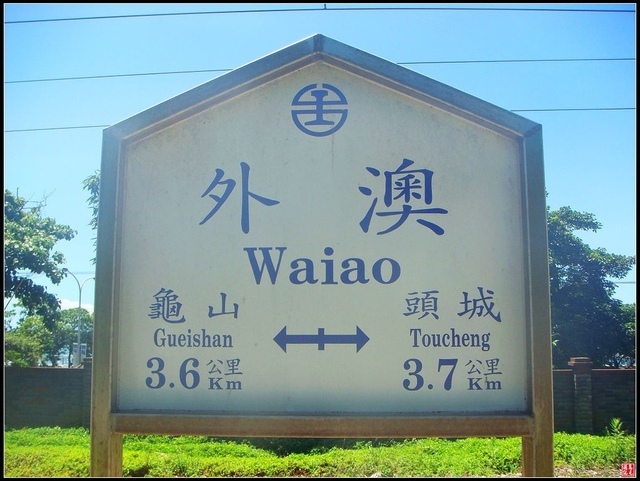 外 澳
Waiao
龜 山 頭 城
Gueishan Toucheng
3.6 公里 Km 3.7 公里 Km